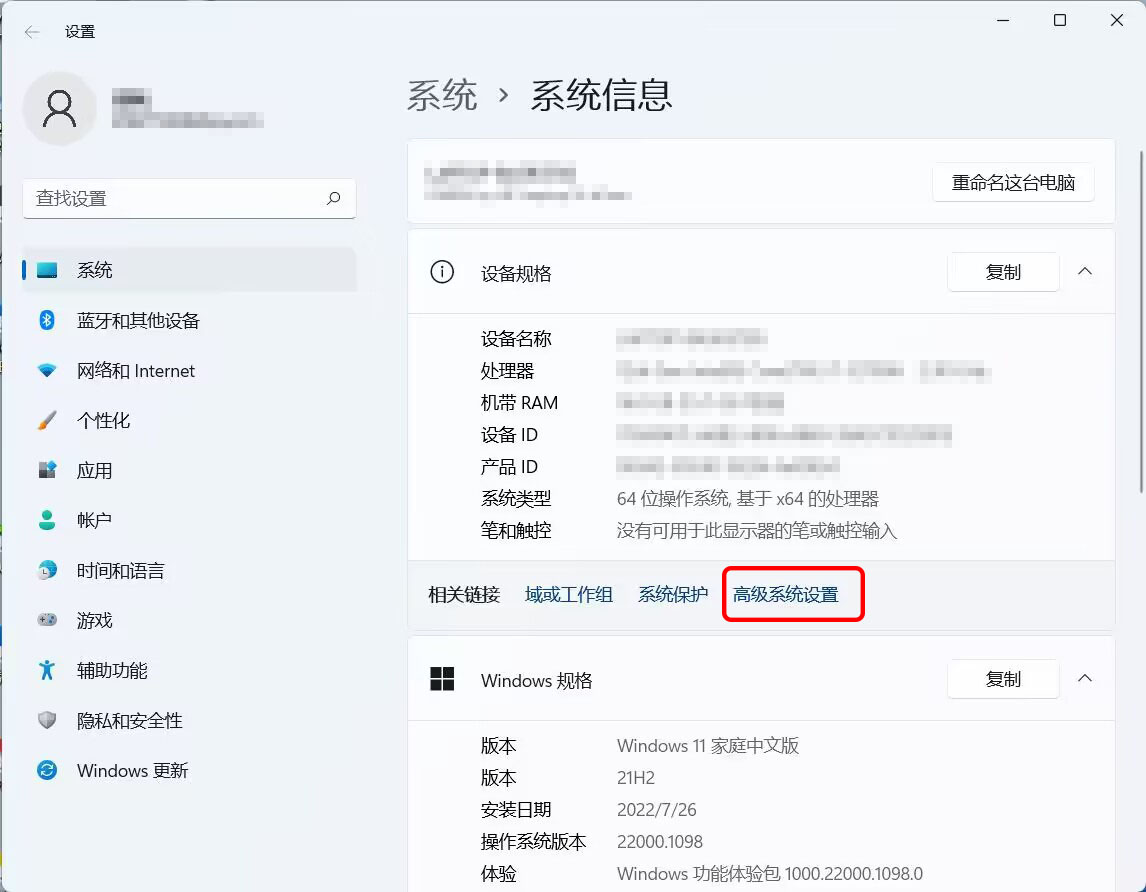 设置
查找设置
系统
蓝牙和其他设备
网络和 Internet
个性化
应用
帐户
时间和语言
游戏
辅助功能
隐私和安全性
Windows 更新
系统 › 系统信息
重命名这台电脑
设备规格 复制
设备名称
处理器
机带 RAM
设备 ID
产品 ID
系统类型 64 位操作系统, 基于 x64 的处理器
笔和触控 没有可用于此显示器的笔或触控输入
相关链接 域或工作组 系统保护 高级系统设置
Windows 规格 复制
版本 Windows 11 家庭中文版
版本 21H2
安装日期 2022/7/26
操作系统版本 22000.1098
体验 Windows 功能体验包 1000.22000.1098.0